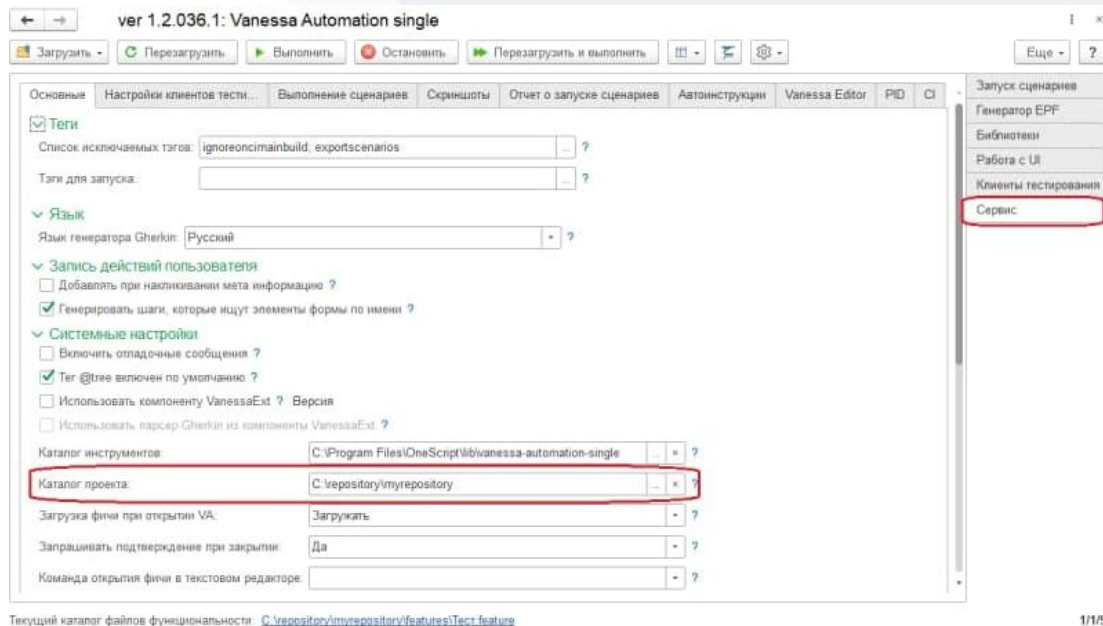 ver 1.2.036.1: Vanessa Automation single
Загрузить Перезагрузить Выполнить Остановить Перезагрузить и выполнить Еще ?
Основные Настройки клиентов тести... Выполнение сценариев Скриншоты Отчет о запуске сценариев Автоинструкции Vanessa Editor PID CI
Запуск сценариев
Генератор EPF
Библиотеки
Работа с UI
Клиенты тестирования
Сервис
Теги
Список исключаемых тэгов: ignoreoncimainbuild; exportscenarios ... ?
Тэги для запуска: ... ?
Язык
Язык генератора Gherkin: Русский ?
Запись действий пользователя
Добавлять при накликивании мета информацию ?
Генерировать шаги, которые ищут элементы формы по имени ?
Системные настройки
Включить отладочные сообщения ?
Тег @tree включен по умолчанию ?
Использовать компоненту VanessaExt ? Версия
Использовать парсер Gherkin из компоненты VanessaExt ?
Каталог инструментов: C:\Program Files\OneScript\lib\vanessa-automation-single ... × ?
Каталог проекта: C:\repository\myrepository ... × ?
Загрузка фичи при открытии VA: Загружать ?
Запрашивать подтверждение при закрытии: Да ?
Команда открытия фичи в текстовом редакторе: ?
Текущий каталог файлов функциональности: C:\repository\myrepository\features\Тест.feature